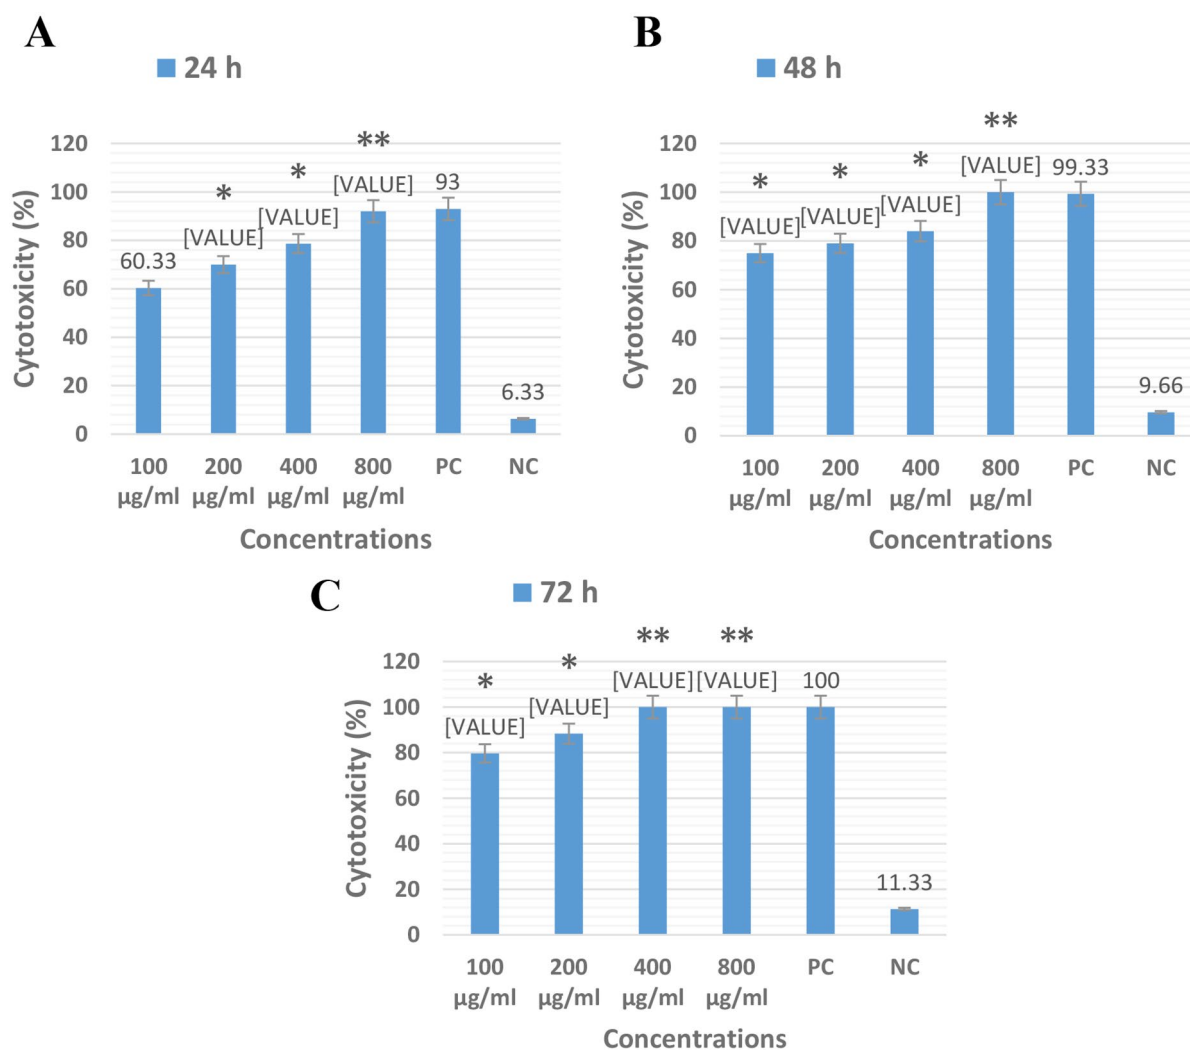 A
24 h
Cytotoxicity (%)
120
100
80
60
40
20
0
60.33
*
[VALUE]
*
[VALUE]
**
[VALUE]
93
6.33
100 200 400 800 PC NC
µg/ml µg/ml µg/ml µg/ml
Concentrations
B
48 h
Cytotoxicity (%)
120
100
80
60
40
20
0
*
[VALUE]
*
[VALUE]
*
[VALUE]
**
[VALUE]
99.33
9.66
100 200 400 800 PC NC
µg/ml µg/ml µg/ml µg/ml
Concentrations
C
72 h
Cytotoxicity (%)
120
100
80
60
40
20
0
*
[VALUE]
*
[VALUE]
**
[VALUE]
**
[VALUE]
100
11.33
100 200 400 800 PC NC
µg/ml µg/ml µg/ml µg/ml
Concentrations